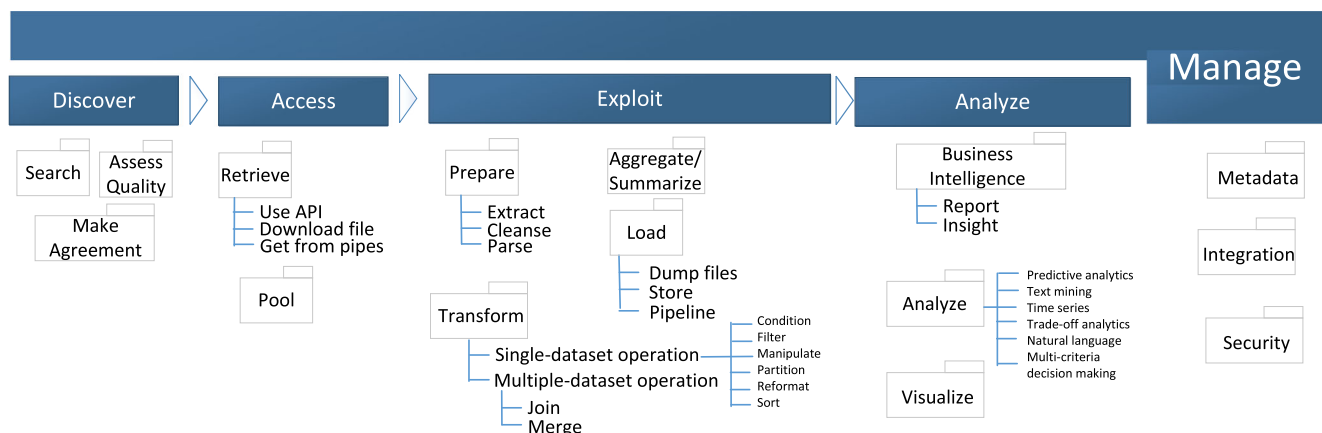 Manage
Discover
Access
Exploit
Analyze
Search
Assess
Quality
Make
Agreement
Retrieve
Use API
Download file
Get from pipes
Pool
Prepare
Extract
Cleanse
Parse
Aggregate/
Summarize
Load
Dump files
Store
Pipeline
Transform
Single-dataset operation
Condition
Filter
Manipulate
Partition
Reformat
Sort
Multiple-dataset operation
Join
Merge
Business
Intelligence
Report
Insight
Analyze
Predictive analytics
Text mining
Time series
Trade-off analytics
Natural language
Multi-criteria
decision making
Visualize
Metadata
Integration
Security